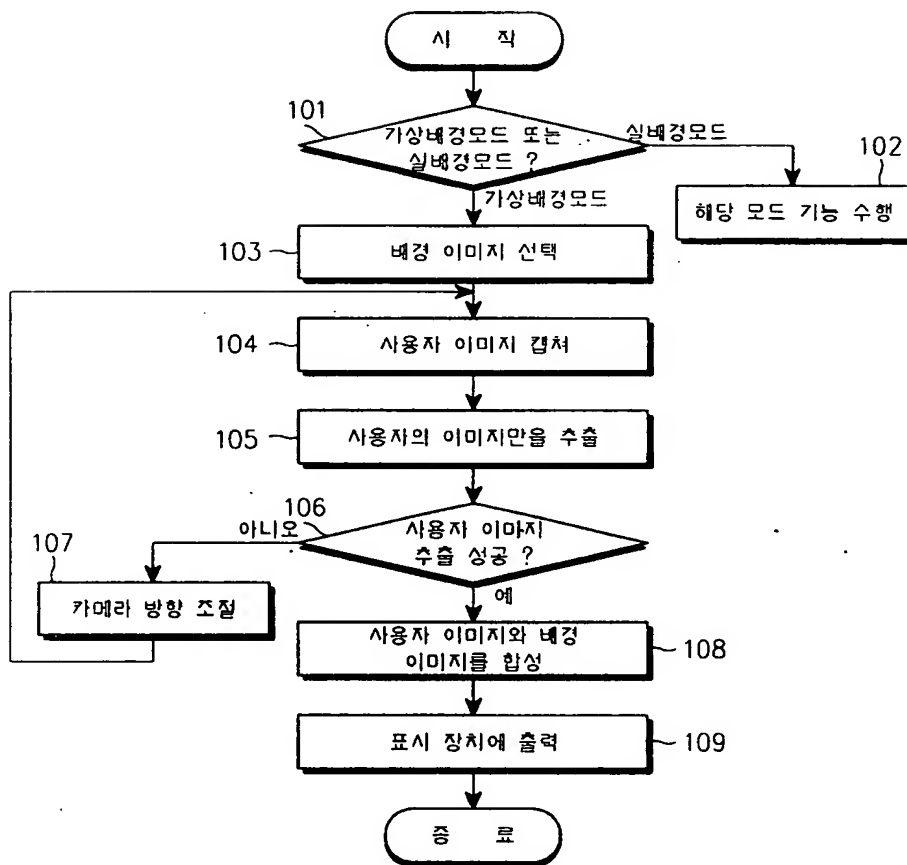 시 작
101
가상배경모드 또는
실배경모드 ?
실배경모드
102
해당 모드 기능 수행
가상배경모드
103
배경 이미지 선택
104
사용자 이미지 캡쳐
105
사용자의 이미지만을 추출
106
사용자 이마지
추출 성공 ?
아니오
107
카메라 방향 조절
예
사용자 이미지와 배경
이미지를 합성
108
표시 장치에 출력
109
종 료